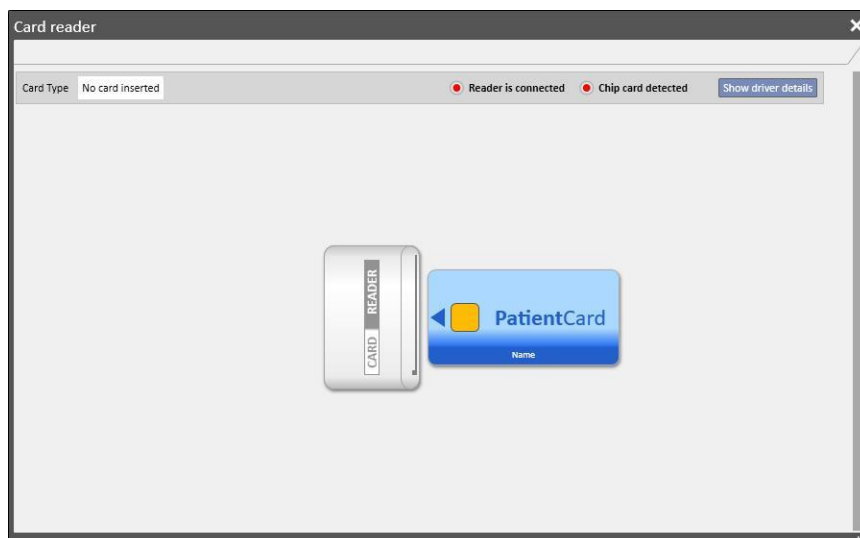 Card reader
Card Type No card inserted Reader is connected Chip card detected Show driver details
CARD READER
PatientCard
Name